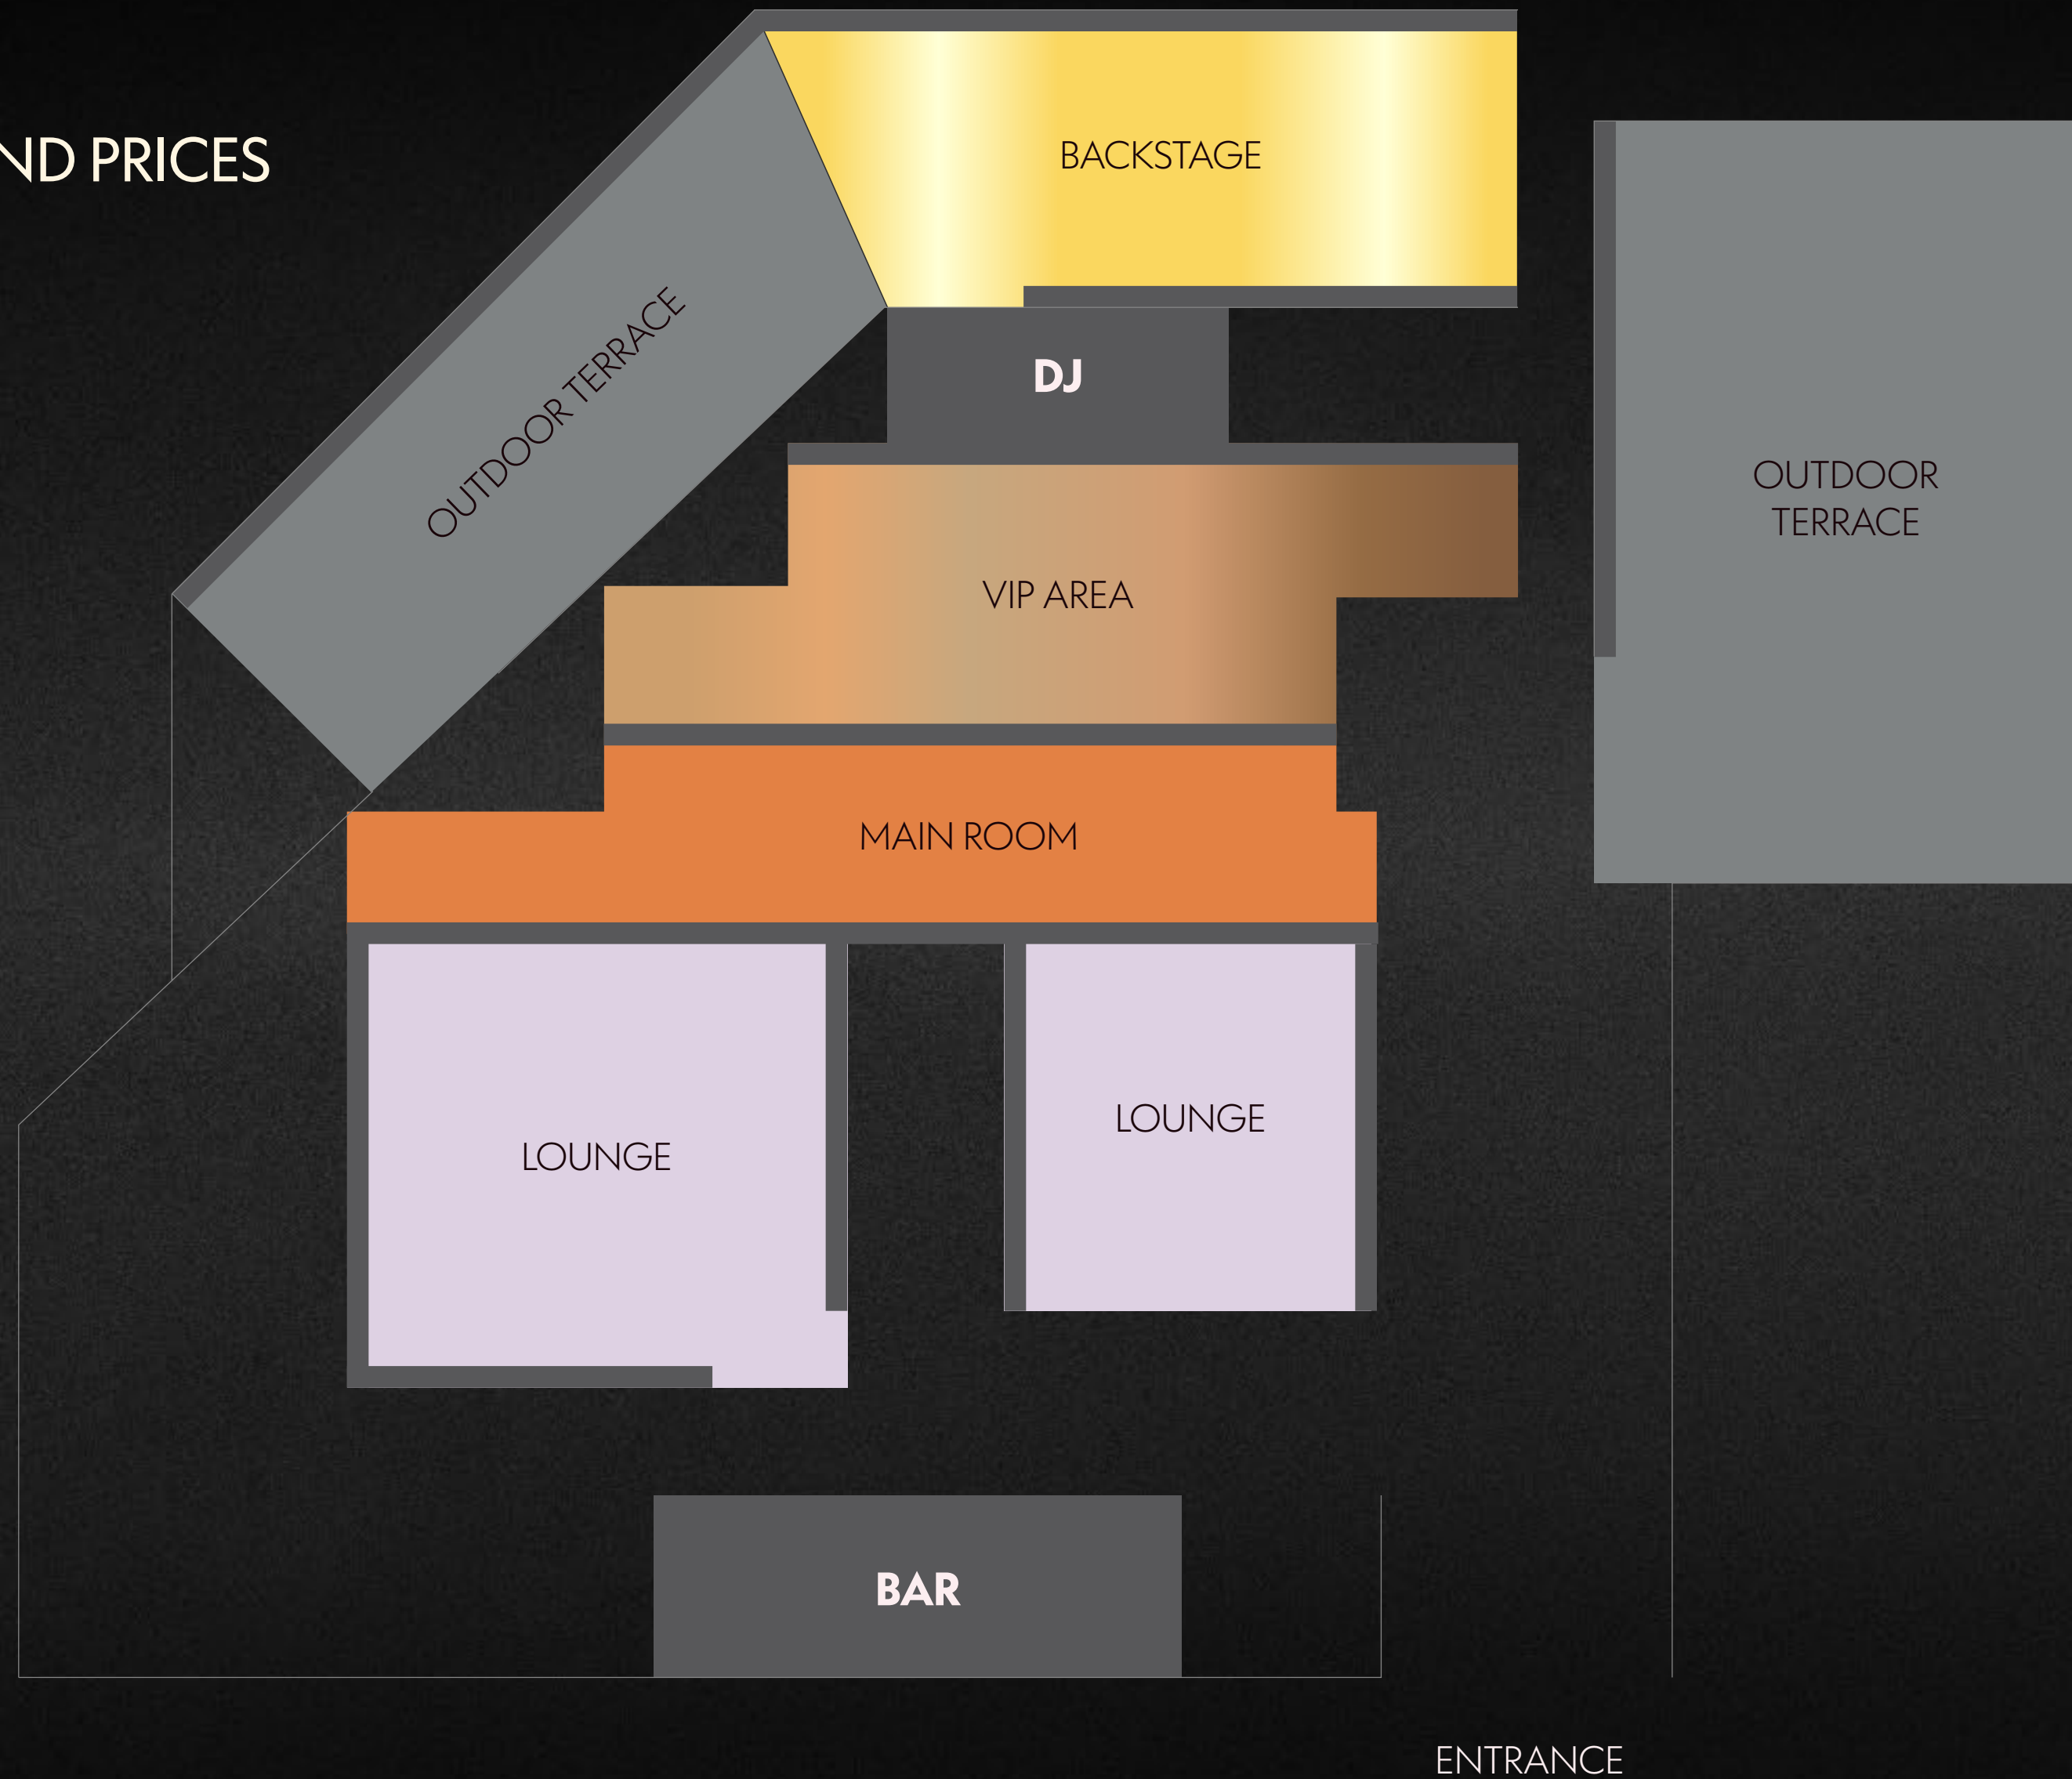 ND PRICES
BACKSTAGE
OUTDOOR TERRACE
DJ
OUTDOOR
TERRACE
VIP AREA
MAIN ROOM
LOUNGE
LOUNGE
BAR
ENTRANCE